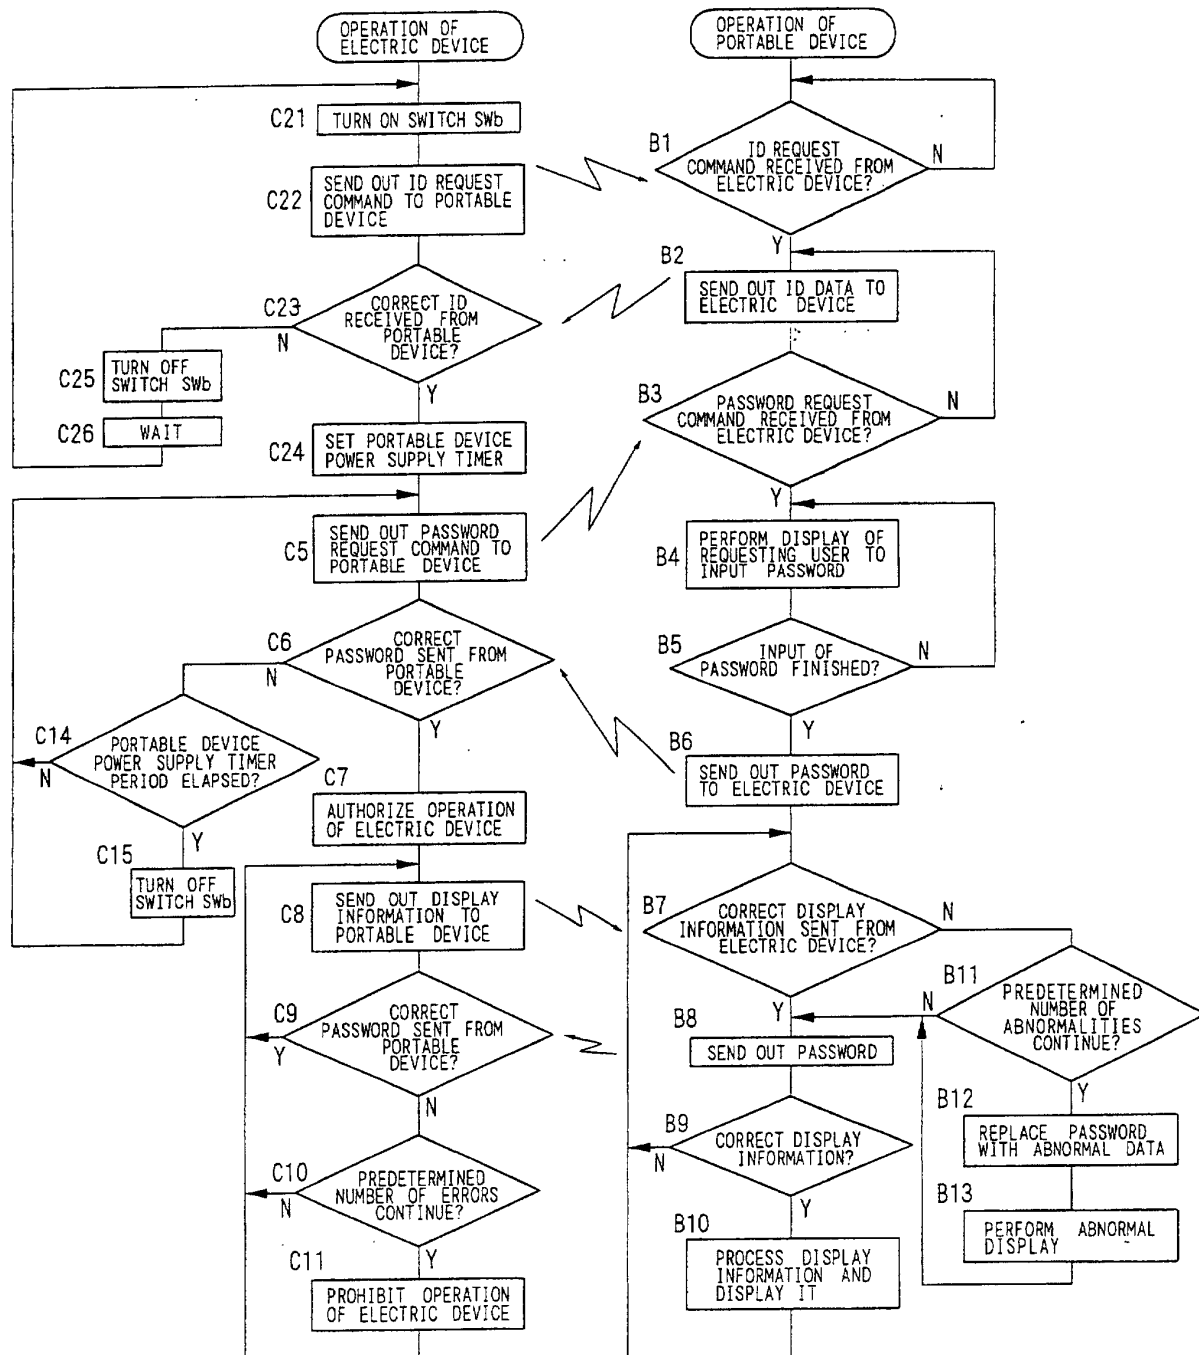 OPERATION OF
ELECTRIC DEVICE
C21
TURN ON SWITCH SWb
C22
SEND OUT ID REQUEST
COMMAND TO PORTABLE
DEVICE
C23
CORRECT ID
RECEIVED FROM
PORTABLE
DEVICE?
N
Y
C25
TURN OFF
SWITCH SWb
C26
WAIT
C24
SET PORTABLE DEVICE
POWER SUPPLY TIMER
C5
SEND OUT PASSWORD
REQUEST COMMAND TO
PORTABLE DEVICE
C6
CORRECT
PASSWORD SENT FROM
PORTABLE
DEVICE?
N
Y
C14
PORTABLE DEVICE
POWER SUPPLY TIMER
PERIOD ELAPSED?
N
Y
C15
TURN OFF
SWITCH SWb
C7
AUTHORIZE OPERATION
OF ELECTRIC DEVICE
C8
SEND OUT DISPLAY
INFORMATION TO
PORTABLE DEVICE
C9
CORRECT
PASSWORD SENT FROM
PORTABLE
DEVICE?
Y
N
C10
PREDETERMINED
NUMBER OF ERRORS
CONTINUE?
N
Y
C11
PROHIBIT OPERATION
OF ELECTRIC DEVICE
OPERATION OF
PORTABLE DEVICE
B1
ID REQUEST
COMMAND RECEIVED FROM
ELECTRIC DEVICE?
N
Y
B2
SEND OUT ID DATA TO
ELECTRIC DEVICE
B3
PASSWORD REQUEST
COMMAND RECEIVED FROM
ELECTRIC DEVICE?
N
Y
B4
PERFORM DISPLAY OF
REQUESTING USER TO
INPUT PASSWORD
B5
INPUT OF
PASSWORD FINISHED?
N
Y
B6
SEND OUT PASSWORD
TO ELECTRIC DEVICE
B7
CORRECT DISPLAY
INFORMATION SENT FROM
ELECTRIC DEVICE?
N
Y
B11
PREDETERMINED
NUMBER OF
ABNORMALITIES
CONTINUE?
N
Y
B12
REPLACE PASSWORD
WITH ABNORMAL DATA
B13
PERFORM ABNORMAL
DISPLAY
B8
SEND OUT PASSWORD
B9
CORRECT DISPLAY
INFORMATION?
N
Y
B10
PROCESS DISPLAY
INFORMATION AND
DISPLAY IT